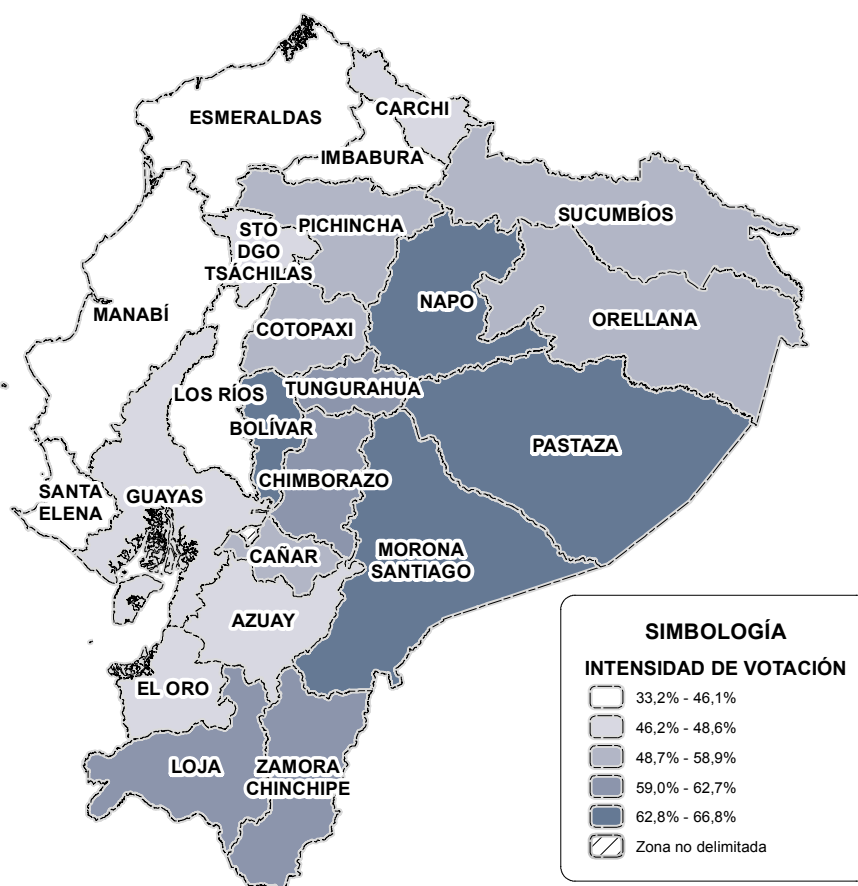 CARCHI
ESMERALDAS
IMBABURA
SUCUMBÍOS
STO
DGO
TSÁCHILAS
PICHINCHA
NAPO
MANABÍ
ORELLANA
COTOPAXI
LOS RÍOS
TUNGURAHUA
BOLÍVAR
PASTAZA
CHIMBORAZO
SANTA
ELENA
GUAYAS
CAÑAR
MORONA
SANTIAGO
AZUAY
EL ORO
LOJA
ZAMORA
CHINCHIPE
SIMBOLOGÍA
INTENSIDAD DE VOTACIÓN
33,2% - 46,1%
46,2% - 48,6%
48,7% - 58,9%
59,0% - 62,7%
62,8% - 66,8%
Zona no delimitada